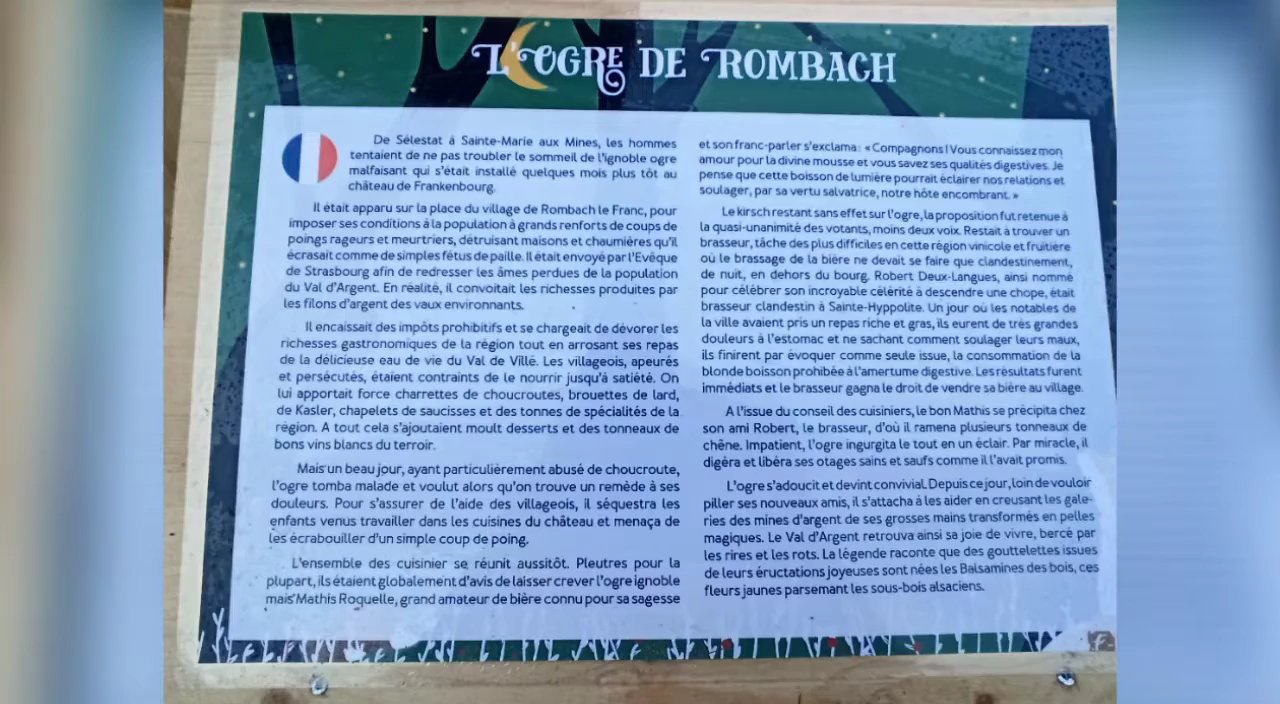 L'OGRE DE ROMBACH
De Sélestat à Sainte-Marie aux Mines, les hommes
tentaient de ne pas troubler le sommeil de l'ignoble ogre
malfaisant qui s'était installé quelques mois plus tôt au
château de Frankenbourg.
Il était apparu sur la place du village de Rombach le Franc, pour
imposer ses conditions à la population à grands renforts de coups de
poings rageurs et meurtriers, détruisant maisons et chaumières qu'il
écrasait comme de simples fétus de paille. Il était envoyé par l'Evêque
de Strasbourg afin de redresser les âmes perdues de la population
du Val d'Argent. En réalité, il convoitait les richesses produites par
les filons d'argent des vaux environnants.
Il encaissait des impôts prohibitifs et se chargeait de dévorer les
richesses gastronomiques de la région tout en arrosant ses repas
de la délicieuse eau de vie du Val de Villé. Les villageois, apeurés
et persécutés, étaient contraints de le nourrir jusqu'à satiété. On
lui apportait force charrettes de choucroutes, brouettes de lard,
de Kasler, chapelets de saucisses et des tonnes de spécialités de la
région. A tout cela s'ajoutaient moult desserts et des tonneaux de
bons vins blancs du terroir.
Mais un beau jour, ayant particulièrement abusé de choucroute,
l'ogre tomba malade et voulut alors qu'on trouve un remède à ses
douleurs. Pour s'assurer de l'aide des villageois, il séquestra les
enfants venus travailler dans les cuisines du château et menaça de
les écrabouiller d'un simple coup de poing.
L'ensemble des cuisinier se réunit aussitôt. Pleutres pour la
plupart, ils étaient globalement d'avis de laisser crever l'ogre ignoble
mais Mathis Roquelle, grand amateur de bière connu pour sa sagesse
et son franc-parler s'exclama : « Compagnons ! Vous connaissez mon
amour pour la divine mousse et vous savez ses qualités digestives. Je
pense que cette boisson de lumière pourrait éclairer nos relations et
soulager, par sa vertu salvatrice, notre hôte encombrant. »
Le kirsch restant sans effet sur l'ogre, la proposition fut retenue à
la quasi-unanimité des votants, moins deux voix. Restait à trouver un
brasseur, tâche des plus difficiles en cette région vinicole et fruitière
où le brassage de la bière ne devait se faire que clandestinement,
de nuit, en dehors du bourg. Robert Deux-Langues, ainsi nommé
pour célébrer son incroyable célérité à descendre une chope, était
brasseur clandestin à Sainte-Hyppolite. Un jour où les notables de
la ville avaient pris un repas riche et gras, ils eurent de très grandes
douleurs à l'estomac et ne sachant comment soulager leurs maux,
ils finirent par évoquer comme seule issue, la consommation de la
blonde boisson prohibée à l'amertume digestive. Les résultats furent
immédiats et le brasseur gagna le droit de vendre sa bière au village.
A l'issue du conseil des cuisiniers, le bon Mathis se précipita chez
son ami Robert, le brasseur, d'où il ramena plusieurs tonneaux de
chêne. Impatient, l'ogre ingurgita le tout en un éclair. Par miracle, il
digéra et libéra ses otages sains et saufs comme il l'avait promis.
L'ogre s'adoucit et devint convivial. Depuis ce jour, loin de vouloir
piller ses nouveaux amis, il s'attacha à les aider en creusant les gale-
ries des mines d'argent de ses grosses mains transformés en pelles
magiques. Le Val d'Argent retrouva ainsi sa joie de vivre, bercé par
les rires et les rots. La légende raconte que des gouttelettes issues
de leurs éructations joyeuses sont nées les Balsamines des bois, ces
fleurs jaunes parsemant les sous-bois alsaciens.